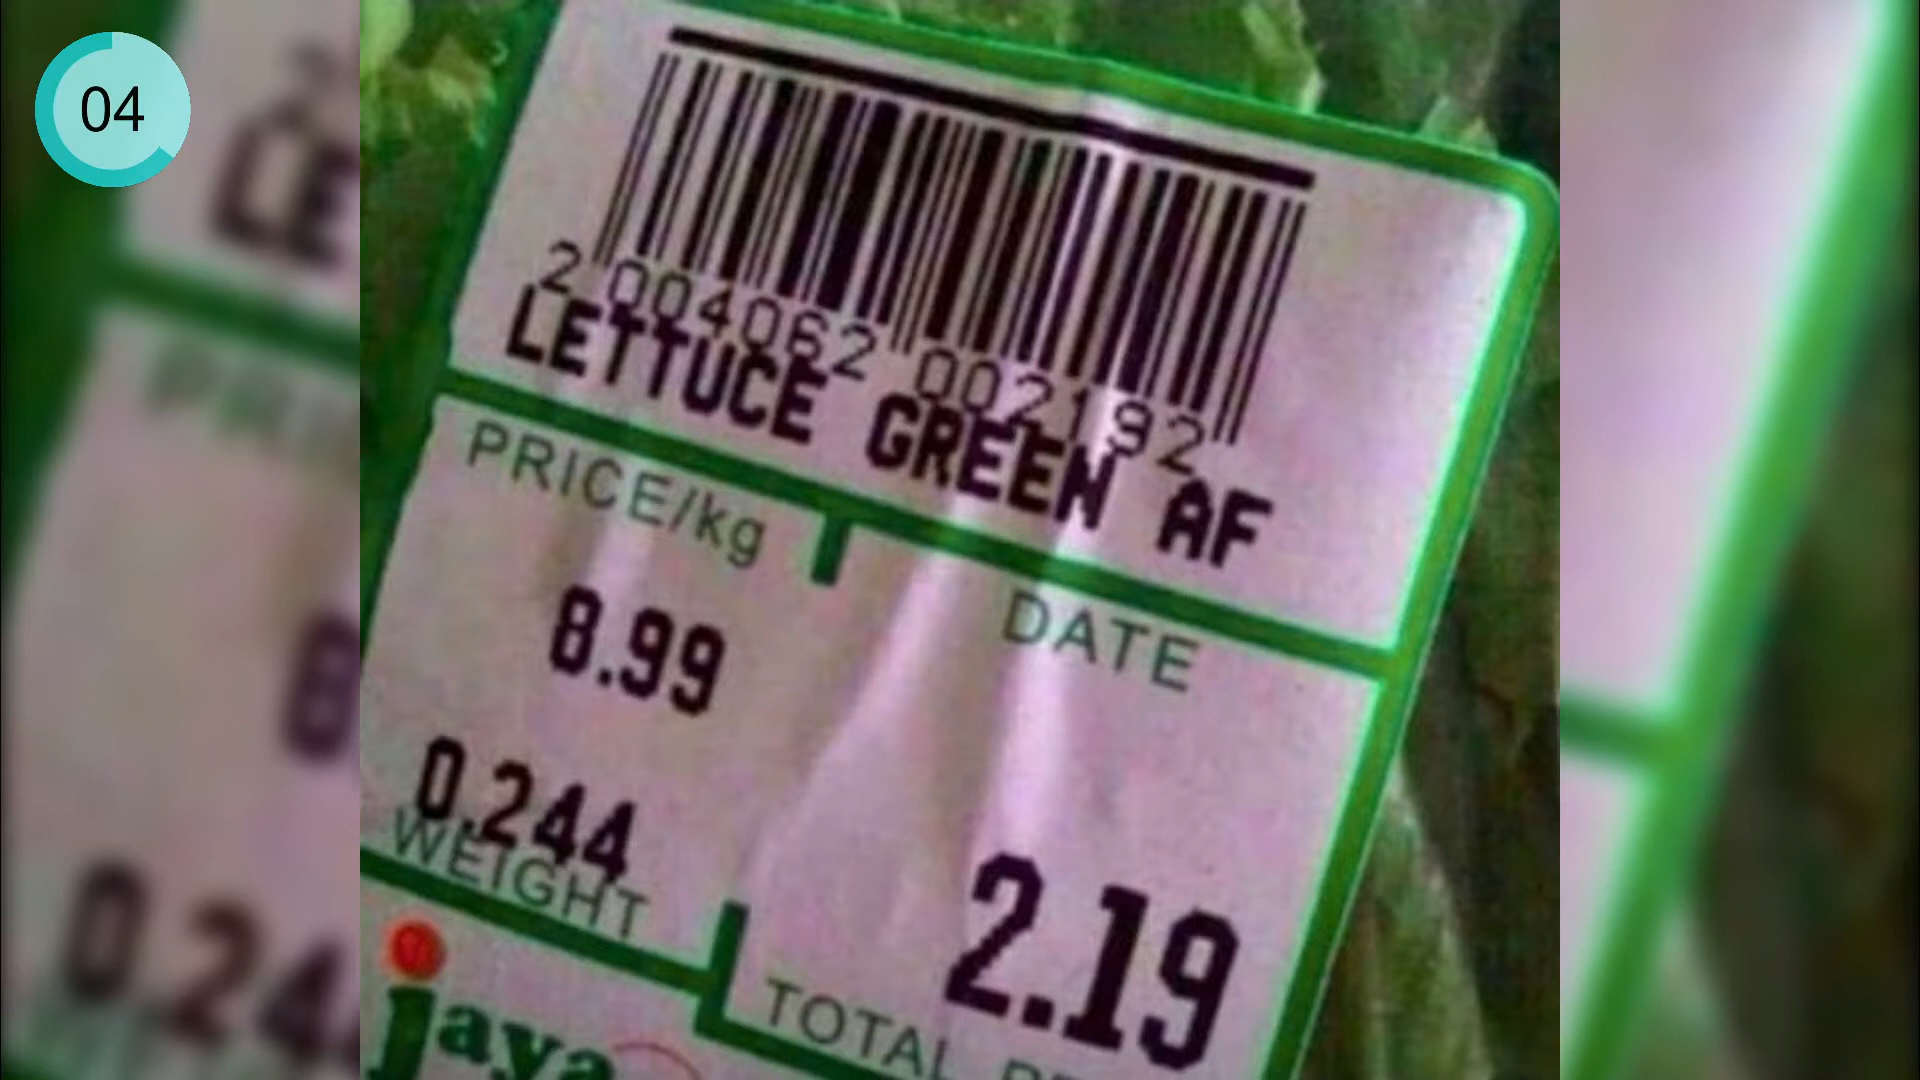 04
2 004062 002192
LETTUCE GREEN AF
PRICE/kg
DATE
8.99
0.244
WEIGHT
2.19
TOTAL
jaya